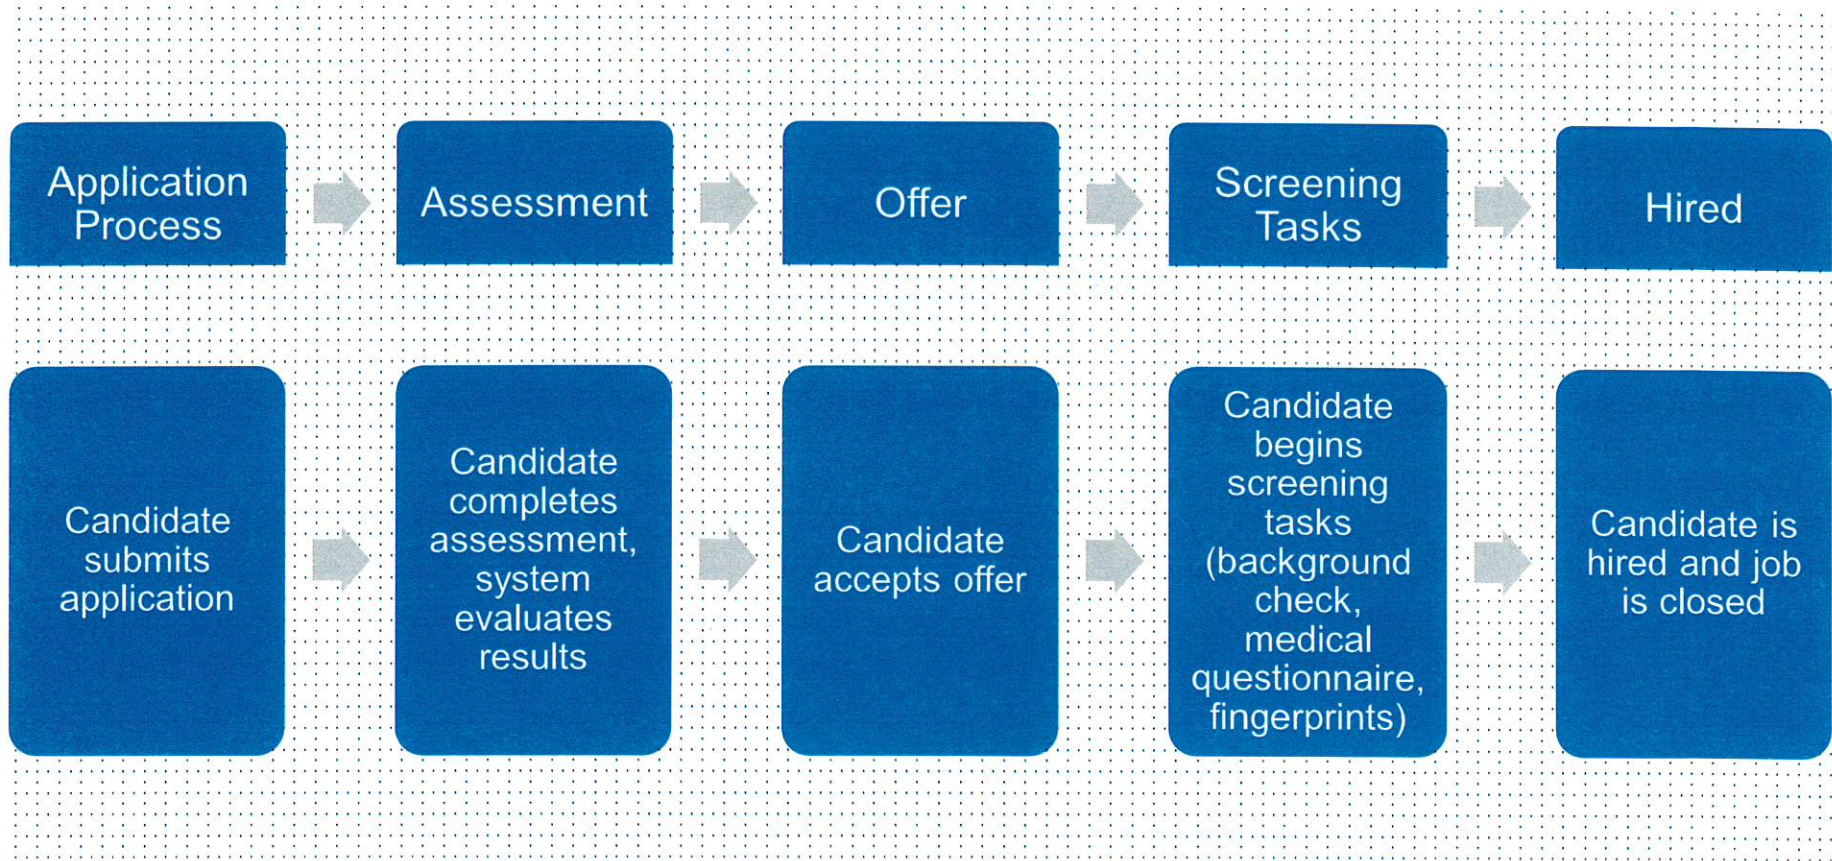 Application
Process
Assessment
Offer
Screening
Tasks
Hired
Candidate
submits
application
Candidate
completes
assessment,
system
evaluates
results
Candidate
accepts offer
Candidate
begins
screening
tasks
(background
check,
medical
questionnaire,
fingerprints)
Candidate is
hired and job
is closed